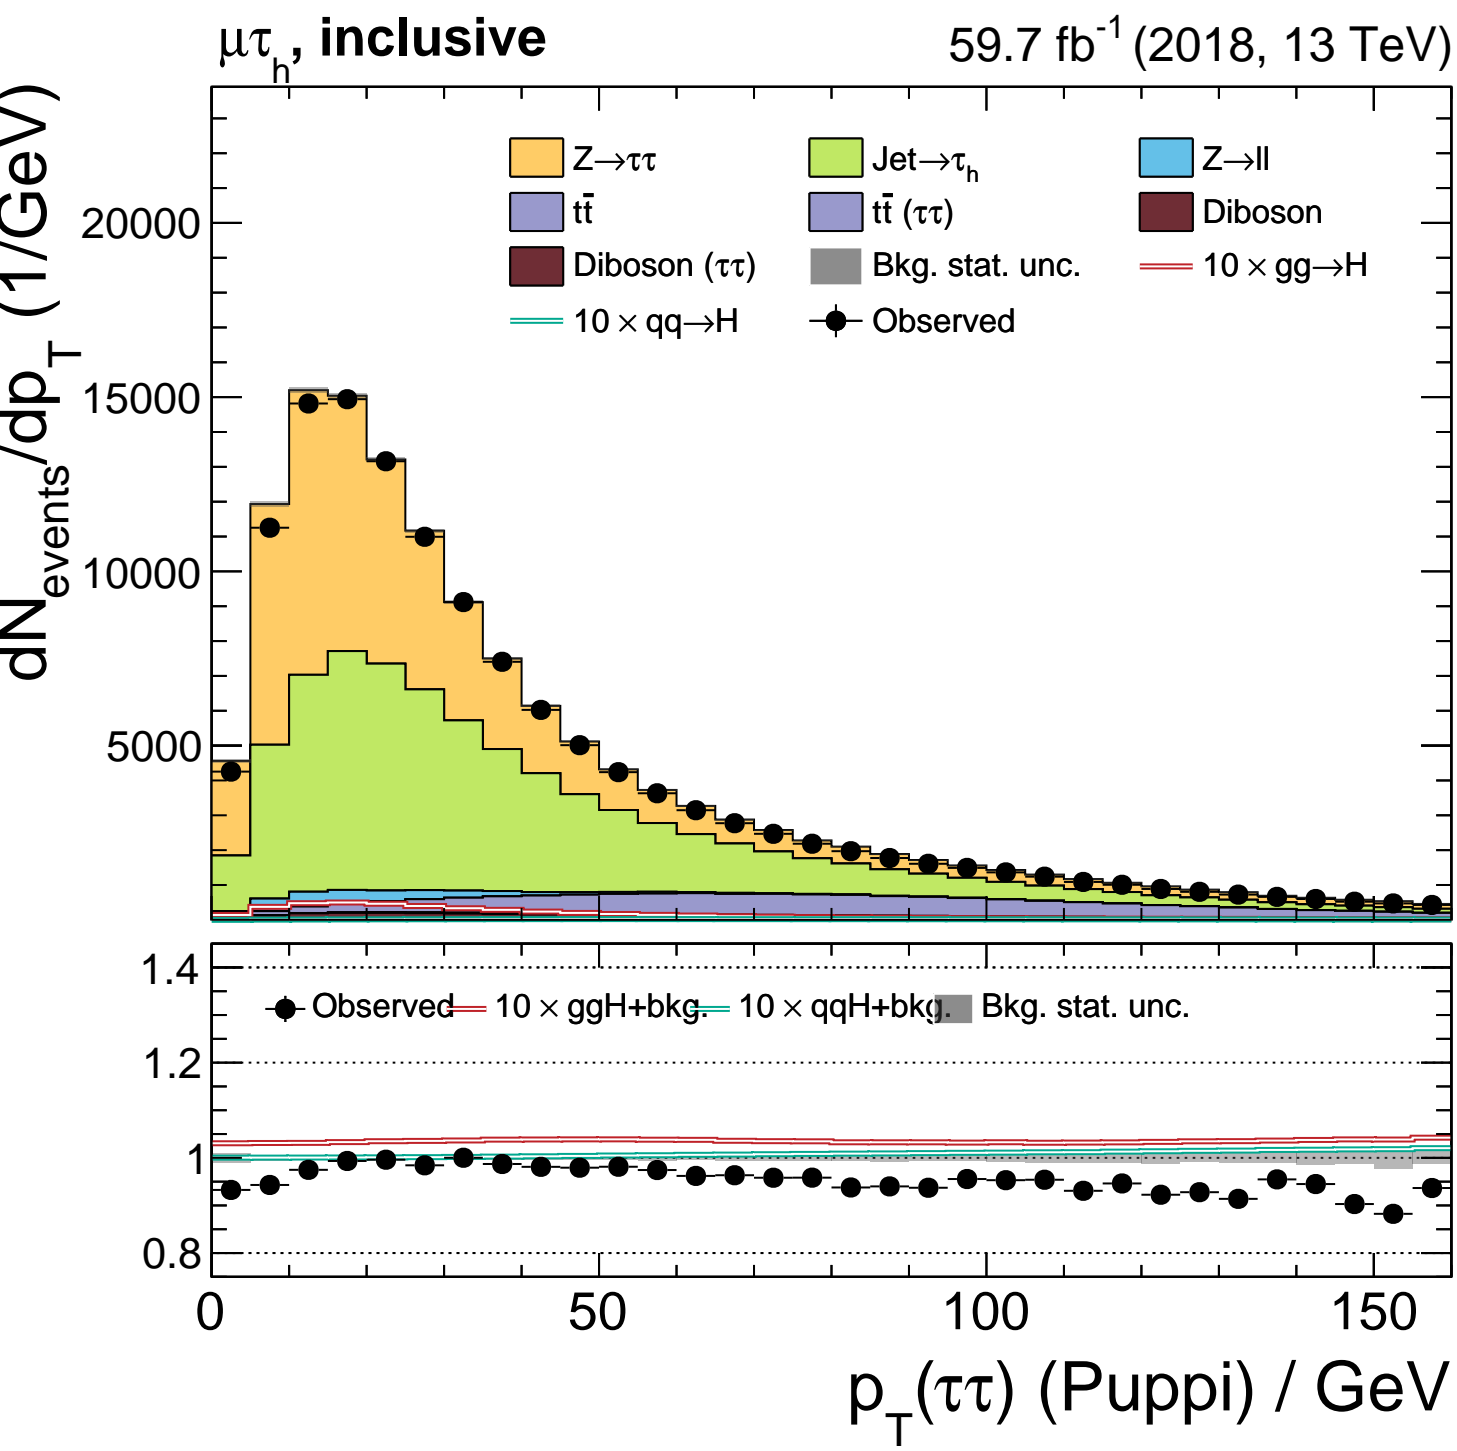 μτh, inclusive
59.7 fb-1 (2018, 13 TeV)
dNevents/dpT (1/GeV)
Z→ττ
Jet→τh
Z→ll
tt̄
tt̄ (ττ)
Diboson
Diboson (ττ)
Bkg. stat. unc.
10 × gg→H
10 × qq→H
Observed
20000
15000
10000
5000
1.4
Observed
10 × ggH+bkg.
10 × qqH+bkg.
Bkg. stat. unc.
1.2
1
0.8
0
50
100
150
pT(ττ) (Puppi) / GeV